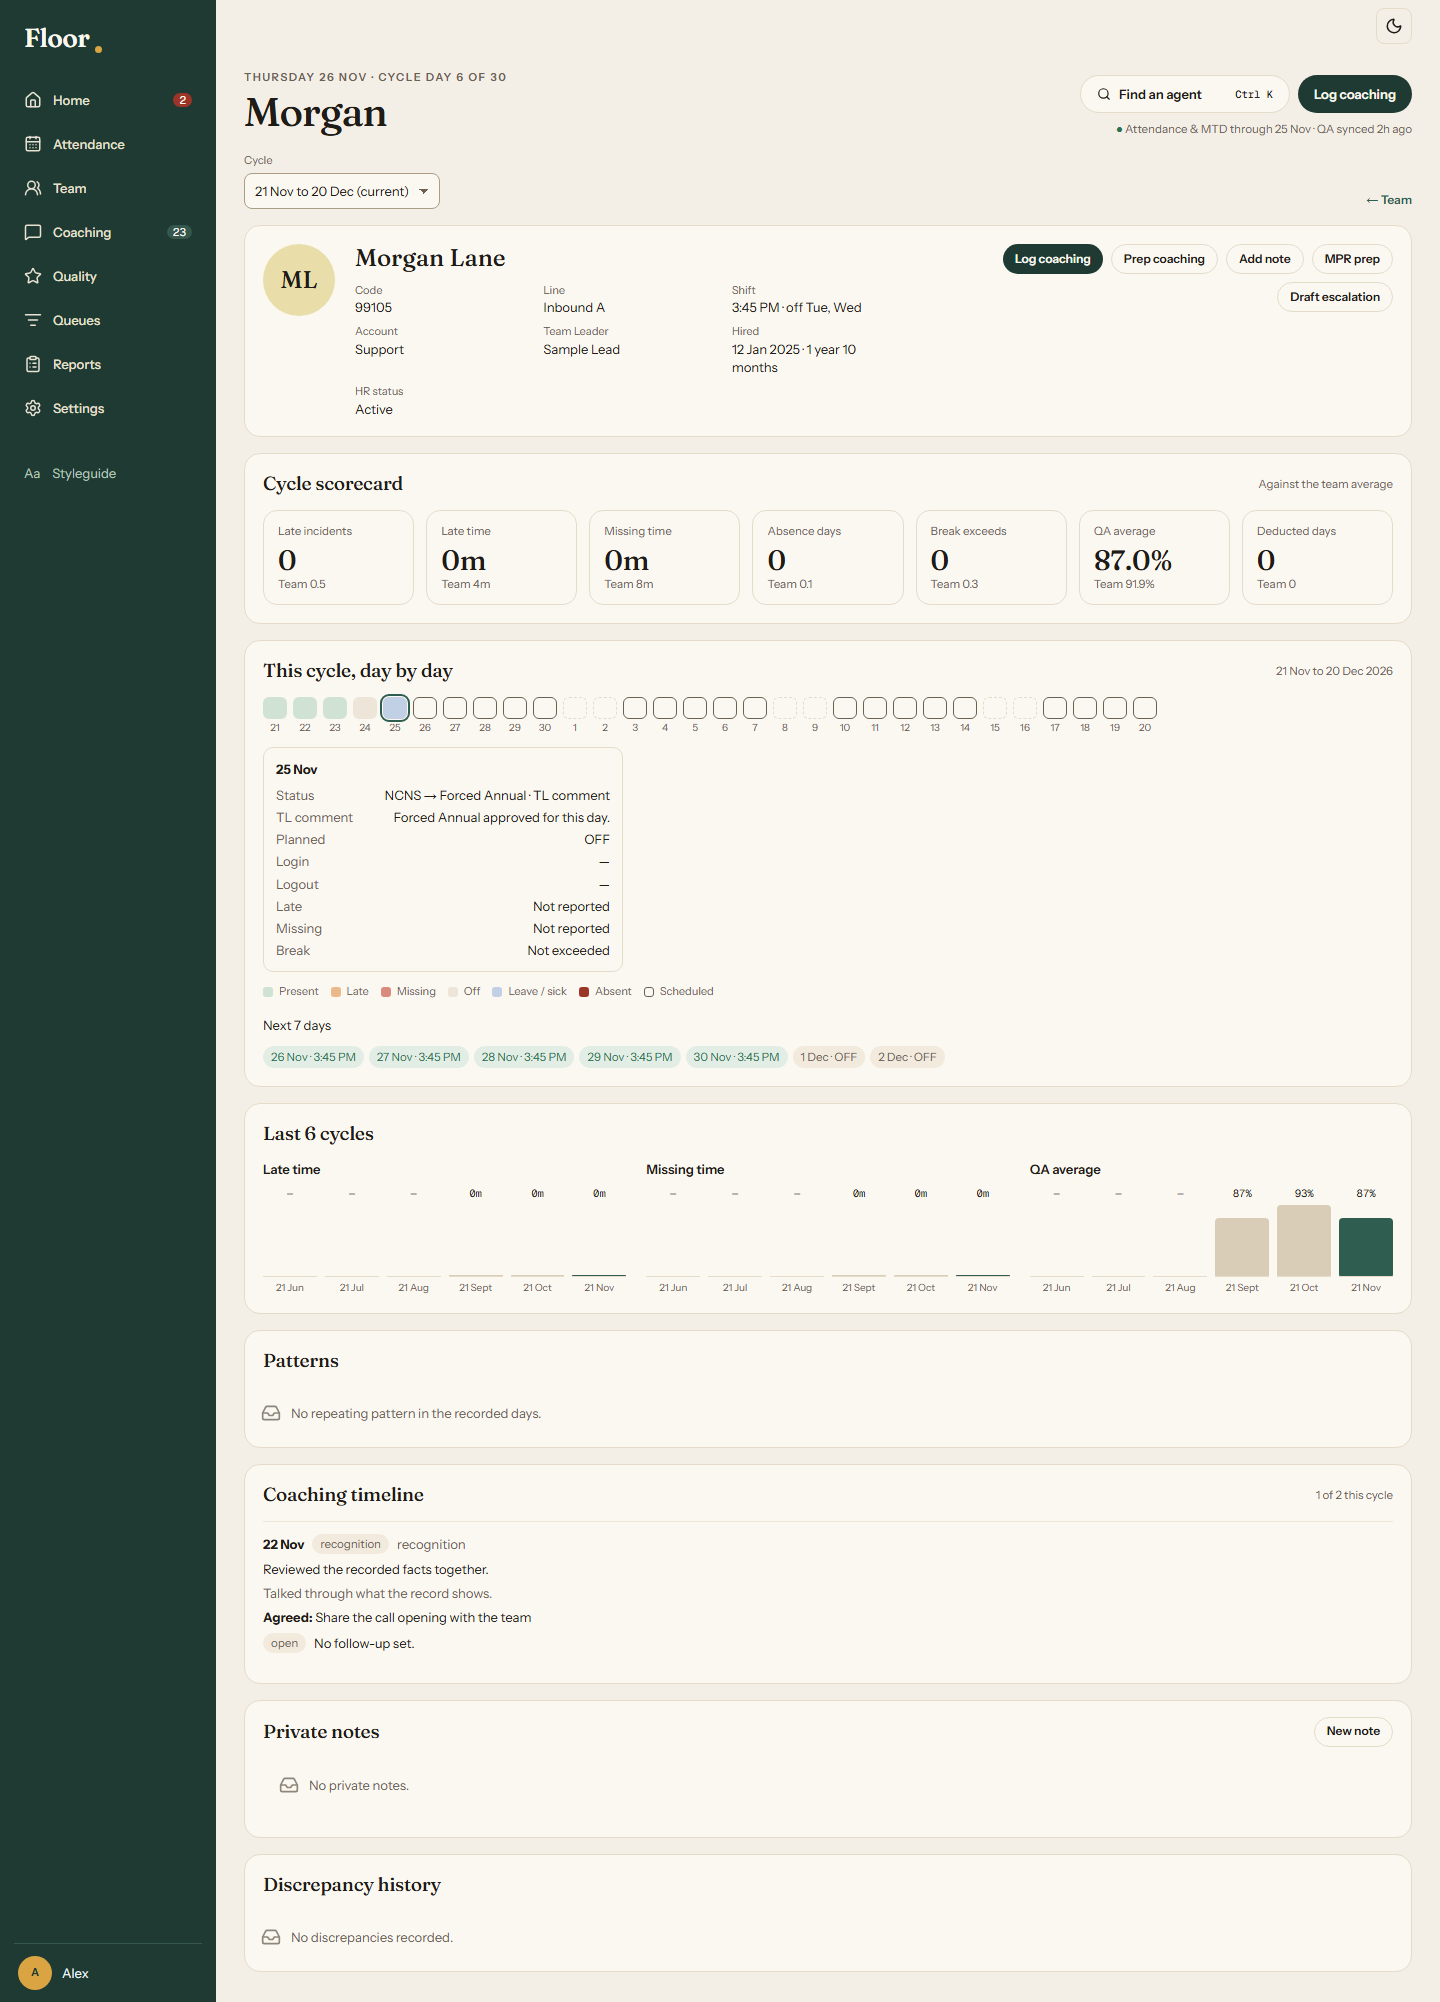 Floor.
Home 2
Attendance
Team
Coaching 23
Quality
Queues
Reports
Settings
Aa Styleguide
A Alex
THURSDAY 26 NOV · CYCLE DAY 6 OF 30
Morgan
Find an agent Ctrl K
Log coaching
Attendance & MTD through 25 Nov · QA synced 2h ago
Cycle
21 Nov to 20 Dec (current)
← Team
ML
Morgan Lane
Log coaching Prep coaching Add note MPR prep
Draft escalation
Code Line Shift
99105 Inbound A 3:45 PM · off Tue, Wed
Account Team Leader Hired
Support Sample Lead 12 Jan 2025 · 1 year 10
months
HR status
Active
Cycle scorecard Against the team average
Late incidents Late time Missing time Absence days Break exceeds QA average Deducted days
0 0m 0m 0 0 87.0% 0
Team 0.5 Team 4m Team 8m Team 0.1 Team 0.3 Team 91.9% Team 0
This cycle, day by day 21 Nov to 20 Dec 2026
21 22 23 24 25 26 27 28 29 30 1 2 3 4 5 6 7 8 9 10 11 12 13 14 15 16 17 18 19 20
25 Nov
Status NCNS → Forced Annual · TL comment
TL comment Forced Annual approved for this day.
Planned OFF
Login —
Logout —
Late Not reported
Missing Not reported
Break Not exceeded
Present Late Missing Off Leave / sick Absent Scheduled
Next 7 days
26 Nov · 3:45 PM 27 Nov · 3:45 PM 28 Nov · 3:45 PM 29 Nov · 3:45 PM 30 Nov · 3:45 PM 1 Dec · OFF 2 Dec · OFF
Last 6 cycles
Late time
– – – 0m 0m 0m
21 Jun 21 Jul 21 Aug 21 Sept 21 Oct 21 Nov
Missing time
– – – 0m 0m 0m
21 Jun 21 Jul 21 Aug 21 Sept 21 Oct 21 Nov
QA average
– – – 87% 93% 87%
21 Jun 21 Jul 21 Aug 21 Sept 21 Oct 21 Nov
Patterns
No repeating pattern in the recorded days.
Coaching timeline 1 of 2 this cycle
22 Nov recognition recognition
Reviewed the recorded facts together.
Talked through what the record shows.
Agreed: Share the call opening with the team
open No follow-up set.
Private notes New note
No private notes.
Discrepancy history
No discrepancies recorded.